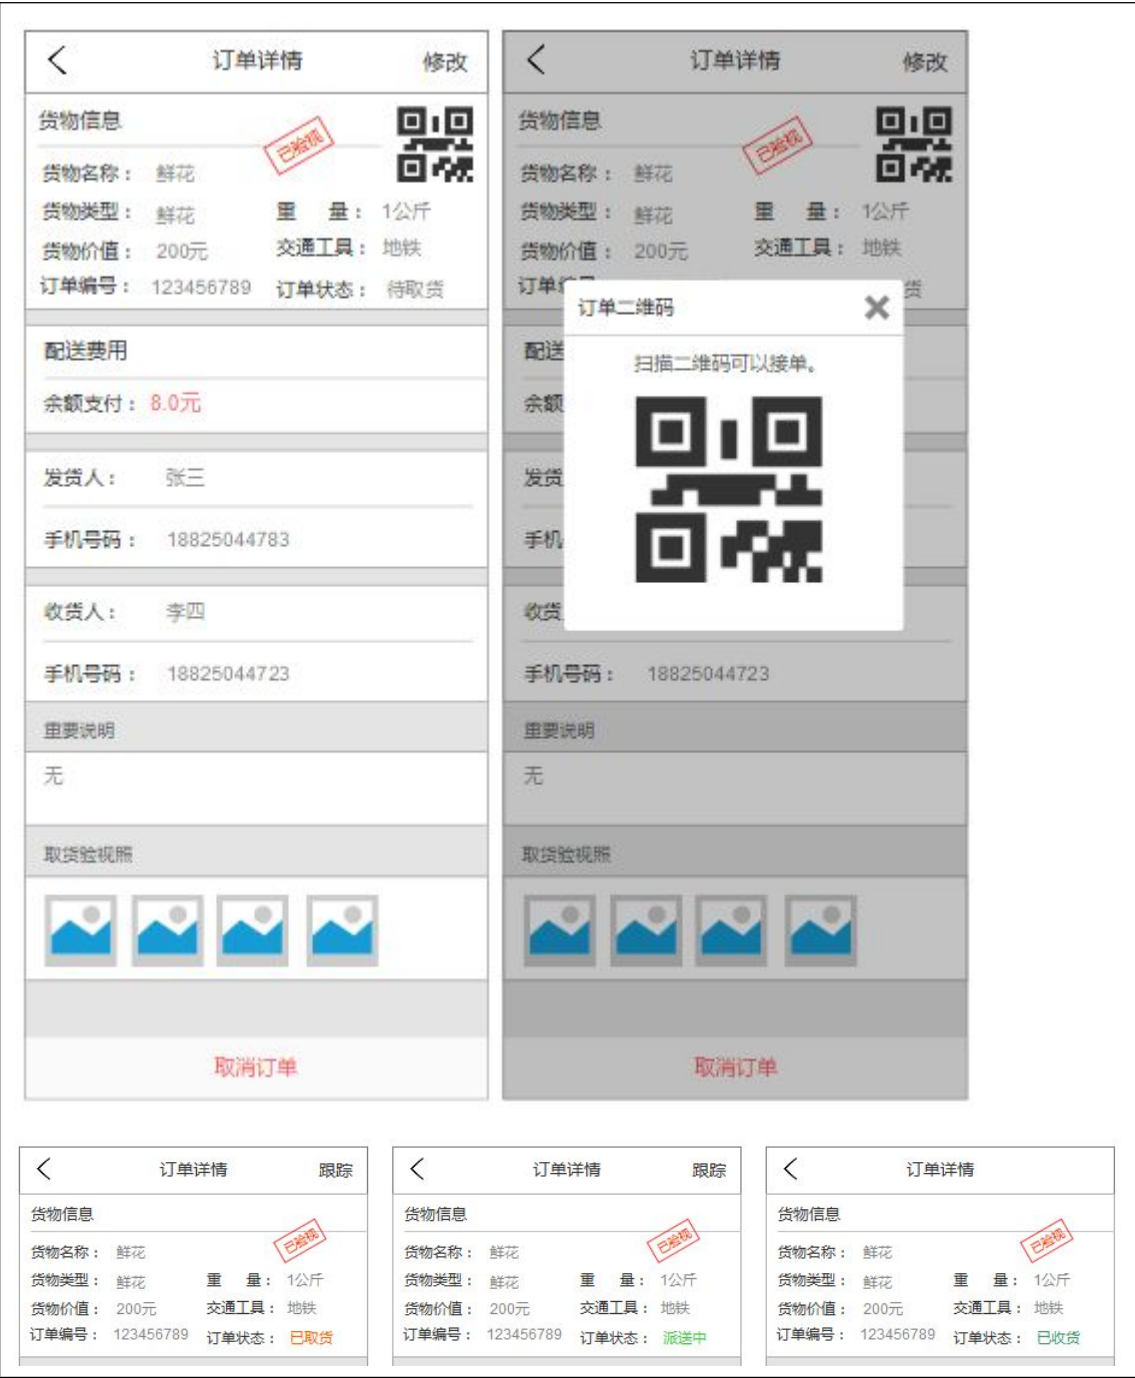 订单详情 修改
货物信息
已验视
货物名称： 鲜花
货物类型： 鲜花 重 量： 1公斤
货物价值： 200元 交通工具： 地铁
订单编号： 123456789 订单状态： 待取货
配送费用
余额支付： 8.0元
发货人： 张三
手机号码： 18825044783
收货人： 李四
手机号码： 18825044723
重要说明
无
取货验视照
取消订单
订单详情 修改
货物信息
已验视
货物名称： 鲜花
货物类型： 鲜花 重 量： 1公斤
货物价值： 200元 交通工具： 地铁
订单 货
订单二维码
扫描二维码可以接单。
配送
余额
发货
手机
收货
手机号码： 18825044723
重要说明
无
取货验视照
取消订单
订单详情 跟踪
货物信息
已验视
货物名称： 鲜花
货物类型： 鲜花 重 量： 1公斤
货物价值： 200元 交通工具： 地铁
订单编号： 123456789 订单状态： 已取货
订单详情 跟踪
货物信息
已验视
货物名称： 鲜花
货物类型： 鲜花 重 量： 1公斤
货物价值： 200元 交通工具： 地铁
订单编号： 123456789 订单状态： 派送中
订单详情
货物信息
已验视
货物名称： 鲜花
货物类型： 鲜花 重 量： 1公斤
货物价值： 200元 交通工具： 地铁
订单编号： 123456789 订单状态： 已收货